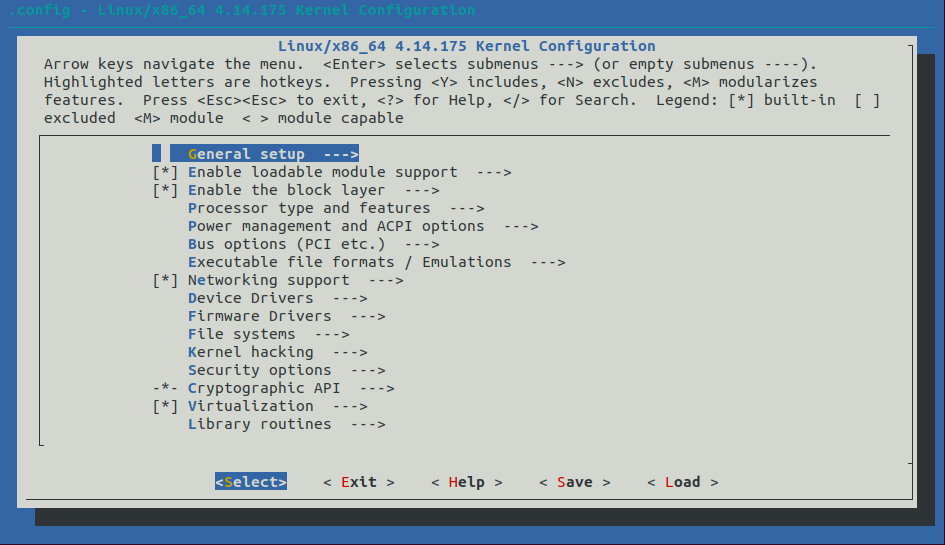 .config - Linux/x86_64 4.14.175 Kernel Configuration
Linux/x86_64 4.14.175 Kernel Configuration
Arrow keys navigate the menu.  <Enter> selects submenus ---> (or empty submenus ----).
Highlighted letters are hotkeys.  Pressing <Y> includes, <N> excludes, <M> modularizes
features.  Press <Esc><Esc> to exit, <?> for Help, </> for Search.  Legend: [*] built-in  [ ]
excluded  <M> module  < > module capable
General setup  --->
[*] Enable loadable module support  --->
[*] Enable the block layer  --->
Processor type and features  --->
Power management and ACPI options  --->
Bus options (PCI etc.)  --->
Executable file formats / Emulations  --->
[*] Networking support  --->
Device Drivers  --->
Firmware Drivers  --->
File systems  --->
Kernel hacking  --->
Security options  --->
-*- Cryptographic API  --->
[*] Virtualization  --->
Library routines  --->
<Select>    < Exit >    < Help >    < Save >    < Load >